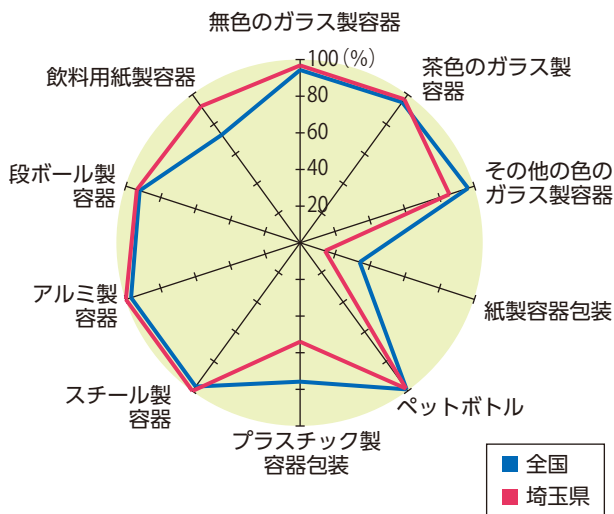 無色のガラス製容器
100(%)
80
60
40
20
茶色のガラス製
容器
その他の色の
ガラス製容器
紙製容器包装
ペットボトル
プラスチック製
容器包装
スチール製
容器
アルミ製
容器
段ボール製
容器
飲料用紙製容器
全国
埼玉県